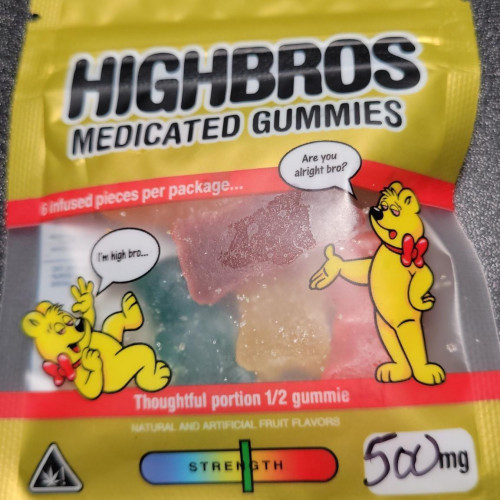 HIGHBROS
MEDICATED GUMMIES
Are you
alright bro?
6 infused pieces per package...
I'm high bro...
Thoughtful portion 1/2 gummie
NATURAL AND ARTIFICIAL FRUIT FLAVORS
STRENGTH
500mg